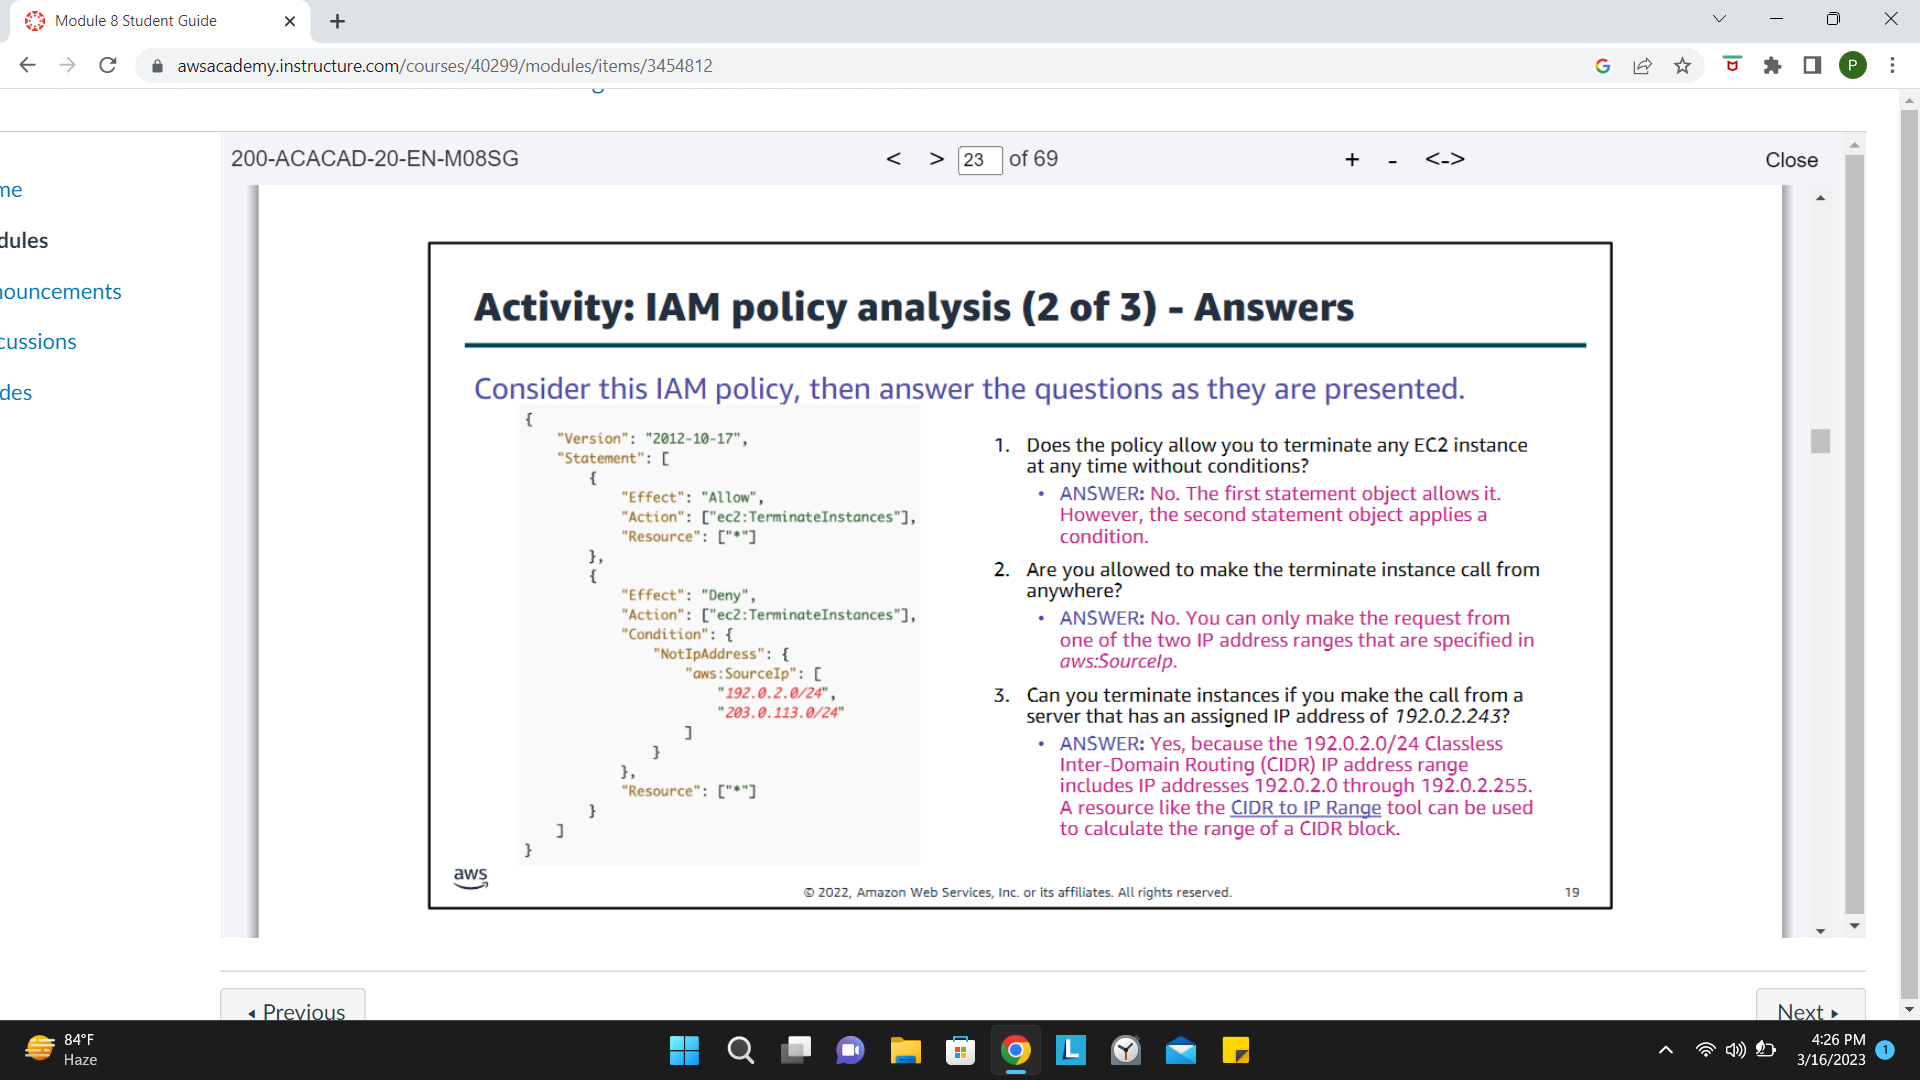 Module 8 Student Guide
awsacademy.instructure.com/courses/40299/modules/items/3454812
P
200-ACACAD-20-EN-M08SG
< > 23 of 69
+ - <->
Close
me
dules
nouncements
cussions
des
Activity: IAM policy analysis (2 of 3) - Answers
Consider this IAM policy, then answer the questions as they are presented.
{
"Version": "2012-10-17",
"Statement": [
{
"Effect": "Allow",
"Action": ["ec2:TerminateInstances"],
"Resource": ["*"]
},
{
"Effect": "Deny",
"Action": ["ec2:TerminateInstances"],
"Condition": {
"NotIpAddress": {
"aws:SourceIp": [
"192.0.2.0/24",
"203.0.113.0/24"
]
}
},
"Resource": ["*"]
}
]
}
1. Does the policy allow you to terminate any EC2 instance
at any time without conditions?
• ANSWER: No. The first statement object allows it.
However, the second statement object applies a
condition.
2. Are you allowed to make the terminate instance call from
anywhere?
• ANSWER: No. You can only make the request from
one of the two IP address ranges that are specified in
aws:SourceIp.
3. Can you terminate instances if you make the call from a
server that has an assigned IP address of 192.0.2.243?
• ANSWER: Yes, because the 192.0.2.0/24 Classless
Inter-Domain Routing (CIDR) IP address range
includes IP addresses 192.0.2.0 through 192.0.2.255.
A resource like the CIDR to IP Range tool can be used
to calculate the range of a CIDR block.
aws
© 2022, Amazon Web Services, Inc. or its affiliates. All rights reserved.
19
Previous
Next
84°F
Haze
L
4:26 PM
3/16/2023
1